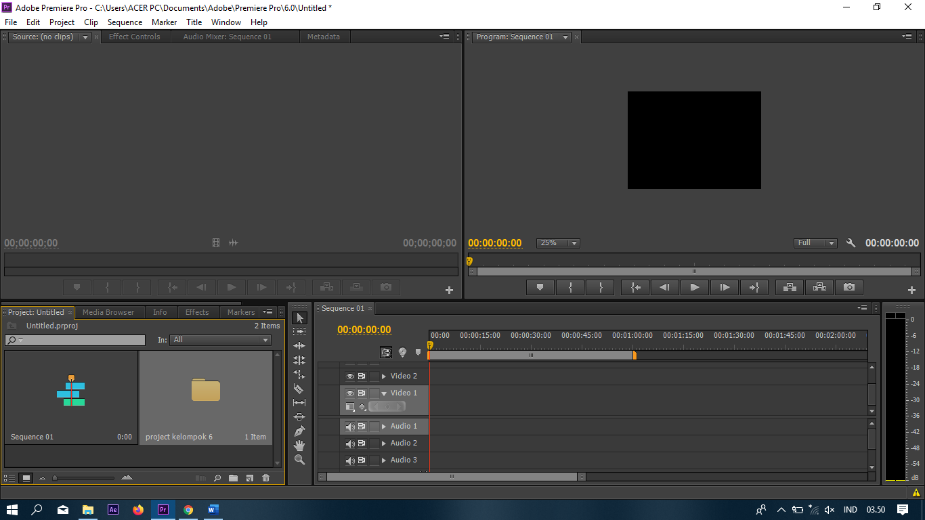 Adobe Premiere Pro - C:\Users\ACER PC\Documents\Adobe\Premiere Pro\6.0\Untitled *
File Edit Project Clip Sequence Marker Title Window Help
Source: (no clips) Effect Controls Audio Mixer: Sequence 01 Metadata
Program: Sequence 01
00;00;00;00 00;00;00;00
00:00:00:00 25% Full 00:00:00:00
Project: Untitled Media Browser Info Effects Markers
Untitled.prproj 2 Items
In: All
Sequence 01 0:00
project kelompok 6 1 Item
Sequence 01
00:00:00:00
00:00 00:00:15:00 00:00:30:00 00:00:45:00 00:01:00:00 00:01:15:00 00:01:30:00 00:01:45:00 00:02:00:00
Video 2
Video 1
Audio 1
Audio 2
Audio 3
0
-6
-12
-18
-24
-30
-36
-42
-48
-54
dB
Ae Pr IND 03.50